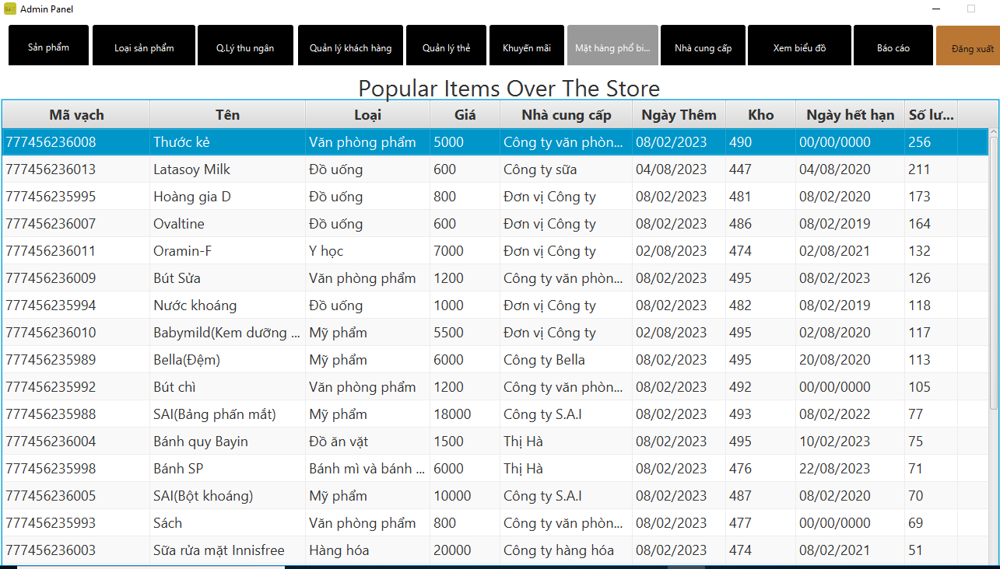 Admin Panel
Sản phẩm Loại sản phẩm Q.Lý thu ngân Quản lý khách hàng Quản lý thẻ Khuyến mãi Mặt hàng phổ bi... Nhà cung cấp Xem biểu đồ Báo cáo Đăng xuất
Popular Items Over The Store
Mã vạch Tên Loại Giá Nhà cung cấp Ngày Thêm Kho Ngày hết hạn Số lư...
777456236008 Thước kẻ Văn phòng phẩm 5000 Công ty văn phòn... 08/02/2023 490 00/00/0000 256
777456236013 Latasoy Milk Đồ uống 600 Công ty sữa 04/08/2023 447 04/08/2020 211
777456235995 Hoàng gia D Đồ uống 800 Đơn vị Công ty 08/02/2023 481 08/02/2020 173
777456236007 Ovaltine Đồ uống 600 Đơn vị Công ty 08/02/2023 486 08/02/2019 164
777456236011 Oramin-F Y học 7000 Đơn vị Công ty 02/08/2023 474 02/08/2021 132
777456236009 Bút Sửa Văn phòng phẩm 1200 Công ty văn phòn... 08/02/2023 495 08/02/2023 126
777456235994 Nước khoáng Đồ uống 1000 Đơn vị Công ty 08/02/2023 482 08/02/2019 118
777456236010 Babymild(Kem dưỡng ... Mỹ phẩm 5500 Đơn vị Công ty 02/08/2023 495 02/08/2020 117
777456235989 Bella(Đệm) Mỹ phẩm 6000 Công ty Bella 08/02/2023 495 20/08/2020 113
777456235992 Bút chì Văn phòng phẩm 1200 Công ty văn phòn... 08/02/2023 492 00/00/0000 105
777456235988 SAI(Bảng phấn mắt) Mỹ phẩm 18000 Công ty S.A.I 08/02/2023 493 08/02/2022 77
777456236004 Bánh quy Bayin Đồ ăn vặt 1500 Thị Hà 08/02/2023 495 10/02/2023 75
777456235998 Bánh SP Bánh mì và bánh ... 6000 Thị Hà 08/02/2023 476 22/08/2023 71
777456236005 SAI(Bột khoáng) Mỹ phẩm 10000 Công ty S.A.I 08/02/2023 487 08/02/2020 70
777456235993 Sách Văn phòng phẩm 800 Công ty văn phòn... 08/02/2023 477 00/00/0000 69
777456236003 Sữa rửa mặt Innisfree Hàng hóa 20000 Công ty hàng hóa 08/02/2023 474 08/02/2021 51